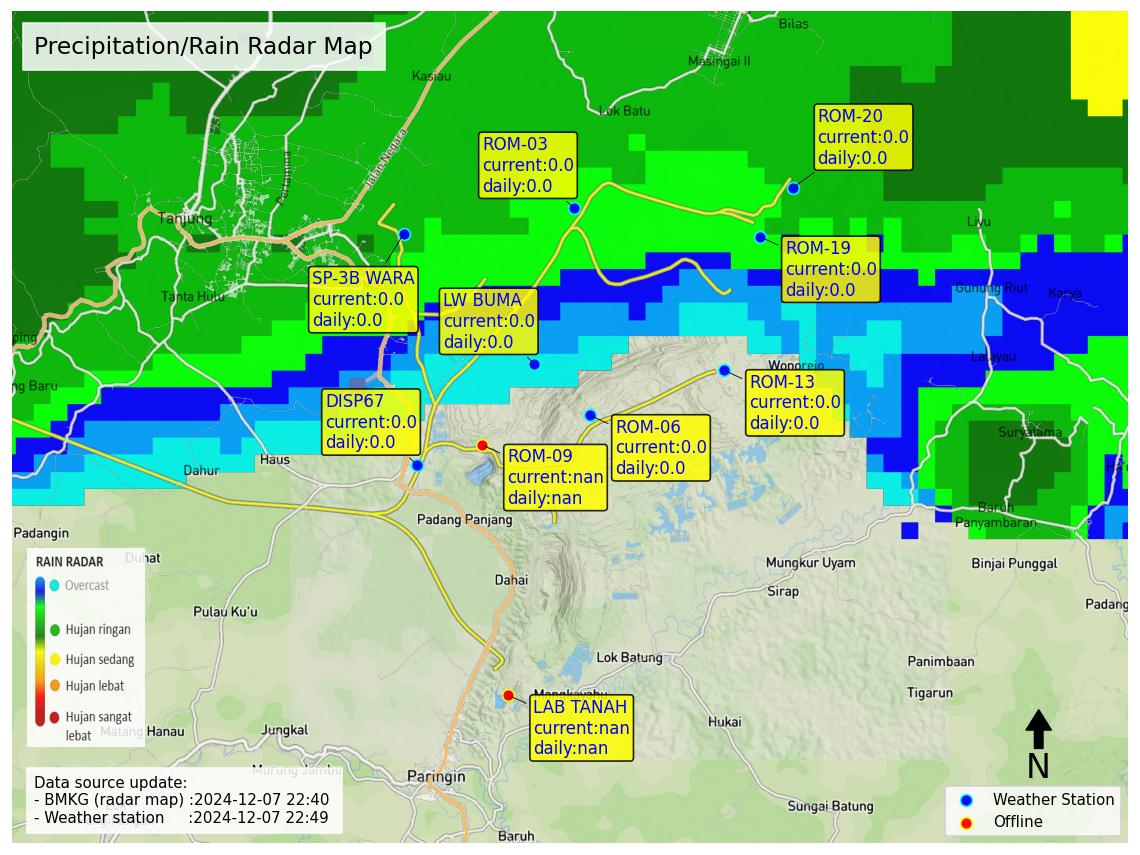 Precipitation/Rain Radar Map
Bilas
Masingai II
Kasiau
Lok Batu
Jalan Negara
Pertamina
ROM-20
current:0.0
daily:0.0
ROM-03
current:0.0
daily:0.0
Tanjung
Liyu
ROM-19
current:0.0
daily:0.0
SP-3B WARA
current:0.0
daily:0.0
LW BUMA
current:0.0
daily:0.0
Tanta Hulu
Gunung Riut
Karya
ping
Lalayau
Wonorejo
ng Baru
ROM-13
current:0.0
daily:0.0
DISP67
current:0.0
daily:0.0
ROM-06
current:0.0
daily:0.0
Suryatama
ROM-09
current:nan
daily:nan
Haus
Dahur
Padang Panjang
Baruh
Panyambaran
Padangin
Duhat
Mungkur Uyam
Binjai Punggal
Dahai
Sirap
Pulau Ku'u
Padang
RAIN RADAR
Overcast
Hujan ringan
Hujan sedang
Hujan lebat
Hujan sangat
lebat
Lok Batung
Panimbaan
Tigarun
Mangkayahu
LAB TANAH
current:nan
daily:nan
Hukai
Matang Hanau
Jungkal
Murung Jambu
Paringin
N
Data source update:
- BMKG (radar map) :2024-12-07 22:40
- Weather station :2024-12-07 22:49
Sungai Batung
Baruh
Weather Station
Offline